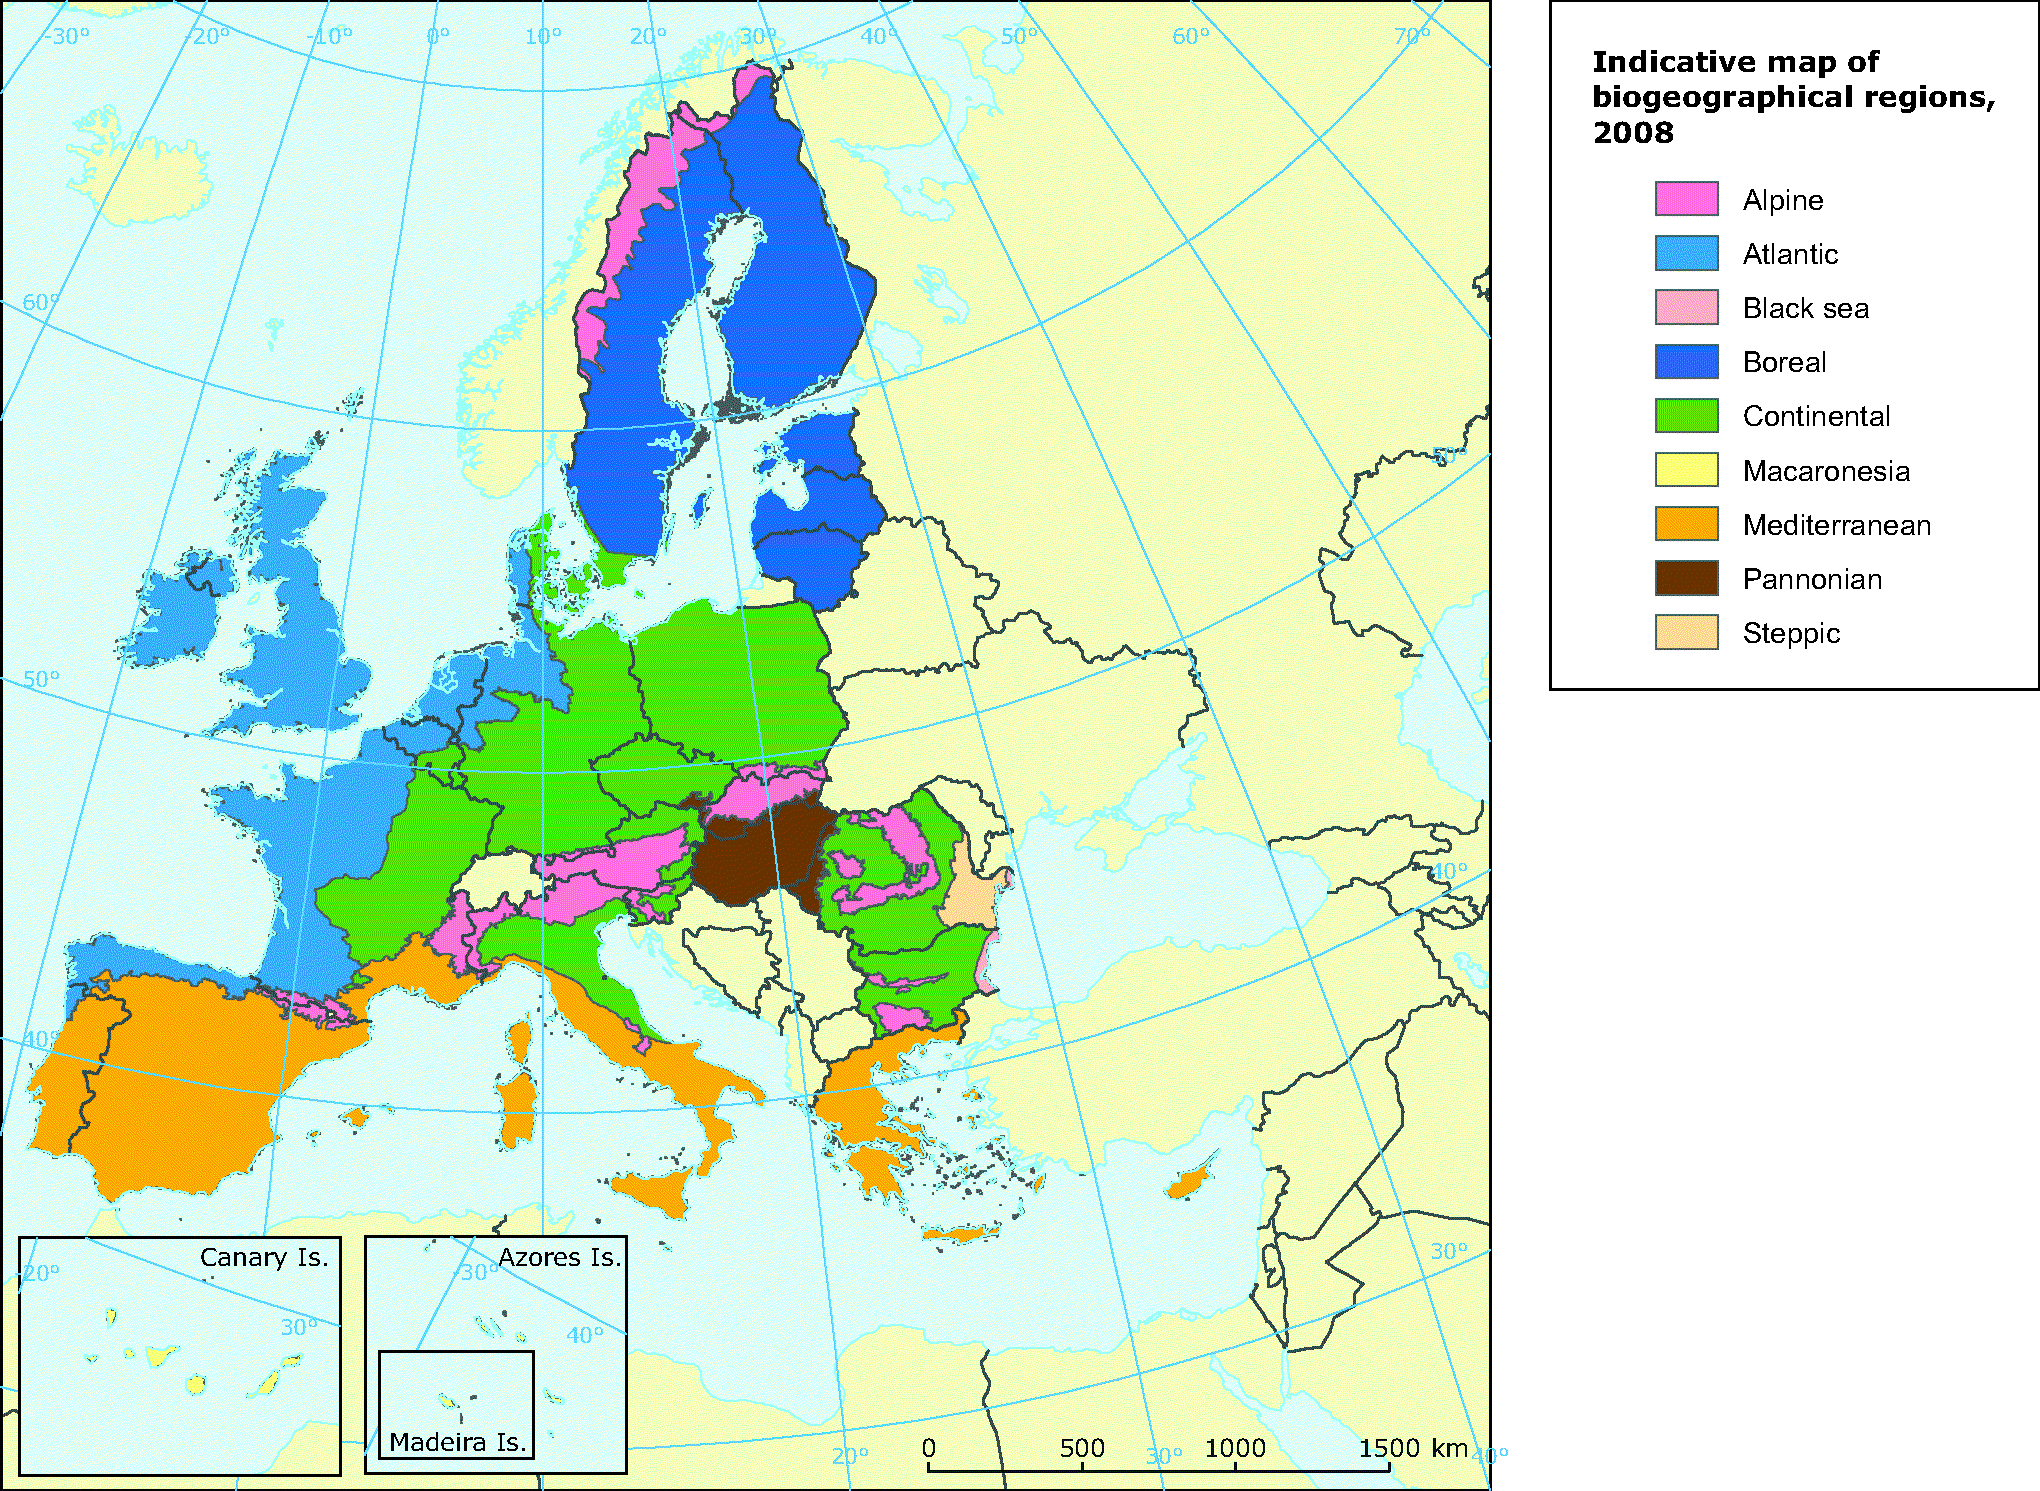 -30° -20° -10° 0° 10° 20° 30° 40° 50° 60° 70°
Indicative map of
biogeographical regions,
2008
Alpine
Atlantic
Black sea
Boreal
Continental
Macaronesia
Mediterranean
Pannonian
Steppic
60°
50°
50°
40°
40°
30°
Canary Is.
20°
30°
Azores Is.
-30°
40°
Madeira Is.
0 500 1000 1500 km
20° 30° 40°